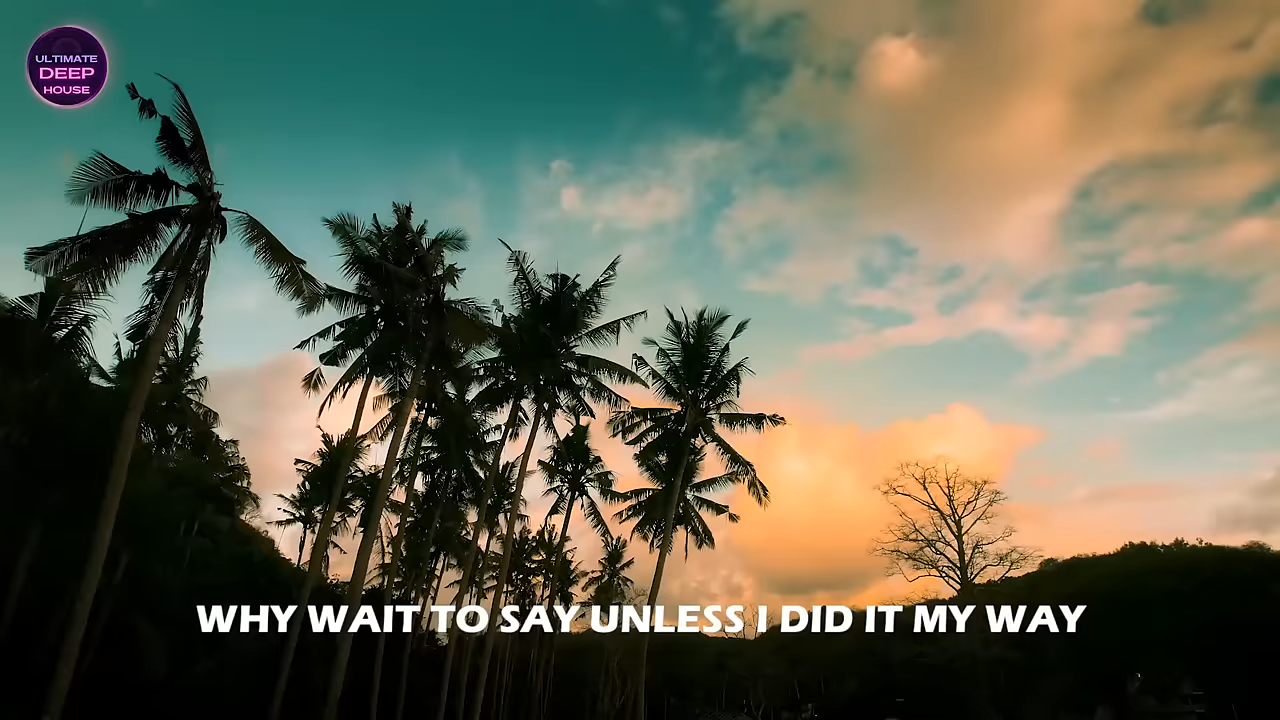 ULTIMATE
DEEP
HOUSE
WHY WAIT TO SAY UNLESS I DID IT MY WAY